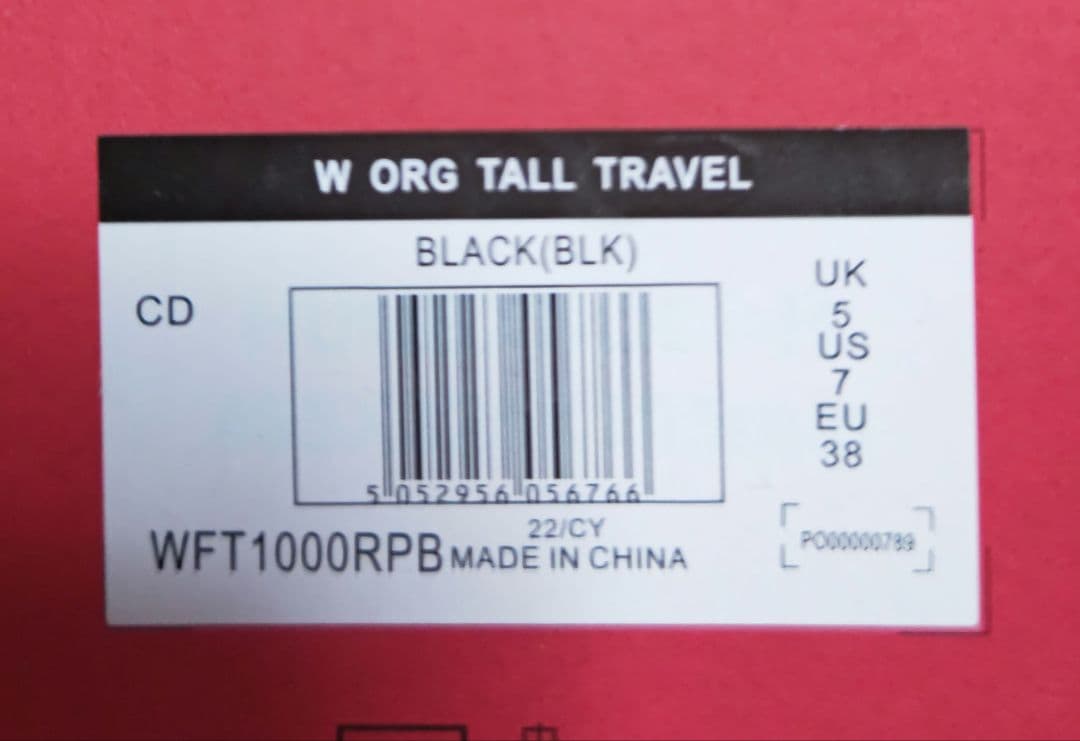 W ORG TALL TRAVEL
BLACK(BLK)
CD
UK
5
US
7
EU
38
5 052956 056766
22/CY
WFT1000RPB MADE IN CHINA
PO00000789